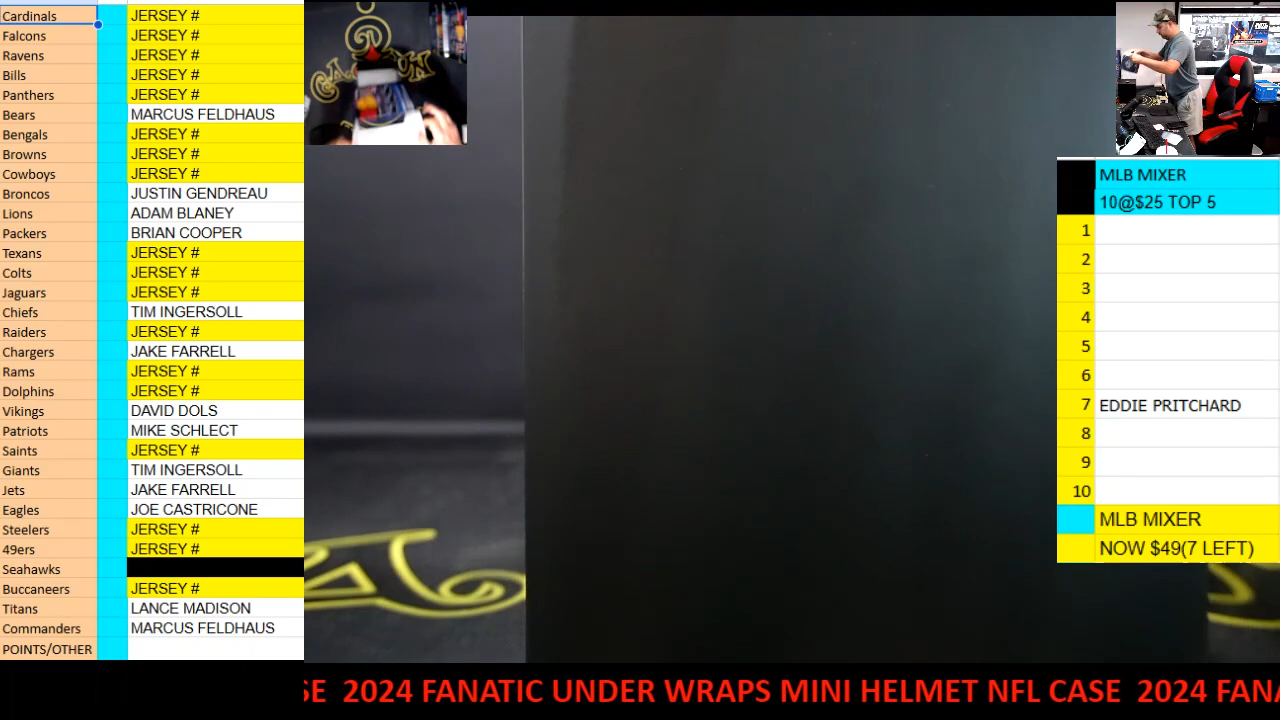 Cardinals JERSEY #
Falcons JERSEY #
Ravens JERSEY #
Bills JERSEY #
Panthers JERSEY #
Bears MARCUS FELDHAUS
Bengals JERSEY #
Browns JERSEY #
Cowboys JERSEY #
Broncos JUSTIN GENDREAU
Lions ADAM BLANEY
Packers BRIAN COOPER
Texans JERSEY #
Colts JERSEY #
Jaguars JERSEY #
Chiefs TIM INGERSOLL
Raiders JERSEY #
Chargers JAKE FARRELL
Rams JERSEY #
Dolphins JERSEY #
Vikings DAVID DOLS
Patriots MIKE SCHLECT
Saints JERSEY #
Giants TIM INGERSOLL
Jets JAKE FARRELL
Eagles JOE CASTRICONE
Steelers JERSEY #
49ers JERSEY #
Seahawks
Buccaneers JERSEY #
Titans LANCE MADISON
Commanders MARCUS FELDHAUS
POINTS/OTHER
MLB MIXER
10@$25 TOP 5
1
2
3
4
5
6
7 EDDIE PRITCHARD
8
9
10
MLB MIXER
NOW $49(7 LEFT)
SE 2024 FANATIC UNDER WRAPS MINI HELMET NFL CASE 2024 FANA